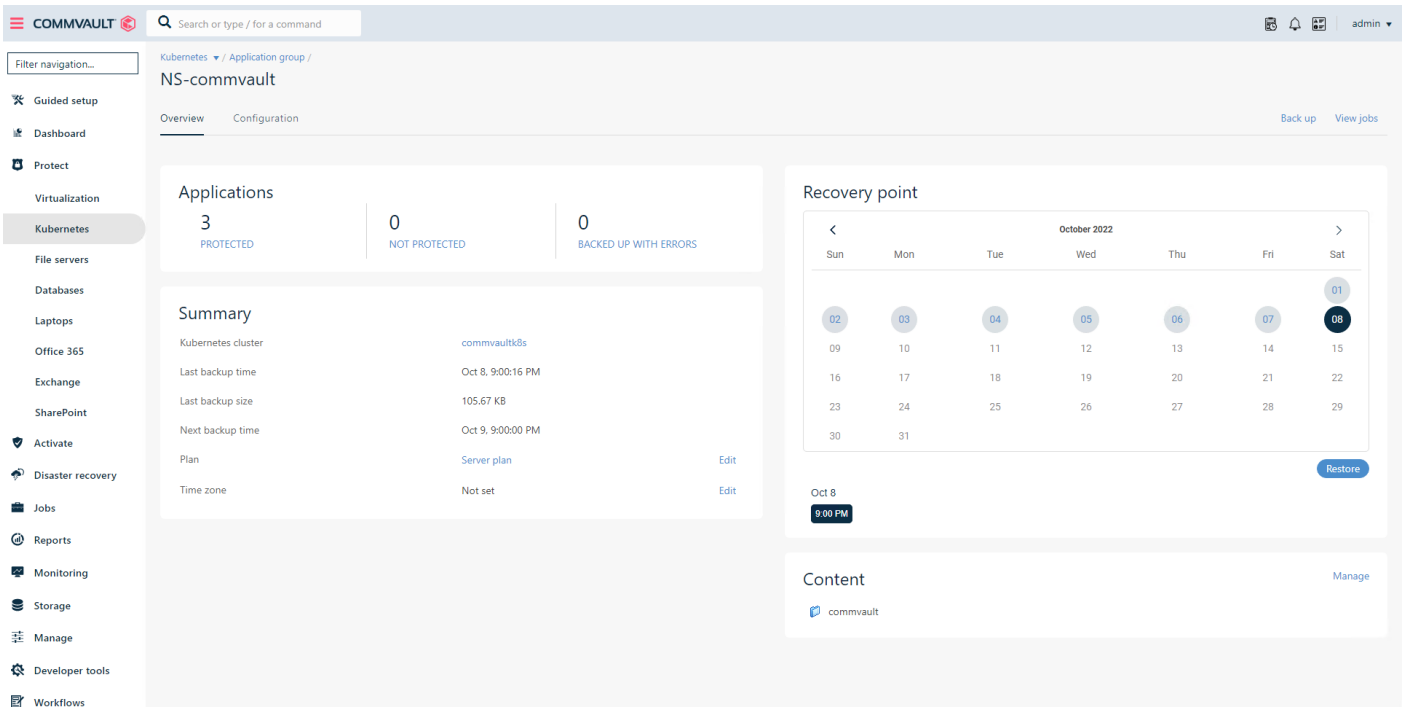 COMMVAULT
Search or type / for a command
admin
Filter navigation...
Guided setup
Dashboard
Protect
Virtualization
Kubernetes
File servers
Databases
Laptops
Office 365
Exchange
SharePoint
Activate
Disaster recovery
Jobs
Reports
Monitoring
Storage
Manage
Developer tools
Workflows
Kubernetes / Application group /
NS-commvault
Overview Configuration
Back up View jobs
Applications
3 0 0
PROTECTED NOT PROTECTED BACKED UP WITH ERRORS
Summary
Kubernetes cluster commvaultk8s
Last backup time Oct 8, 9:00:16 PM
Last backup size 105.67 KB
Next backup time Oct 9, 9:00:00 PM
Plan Server plan Edit
Time zone Not set Edit
Recovery point
October 2022
Sun Mon Tue Wed Thu Fri Sat
01
02 03 04 05 06 07 08
09 10 11 12 13 14 15
16 17 18 19 20 21 22
23 24 25 26 27 28 29
30 31
Restore
Oct 8
9:00 PM
Content Manage
commvault